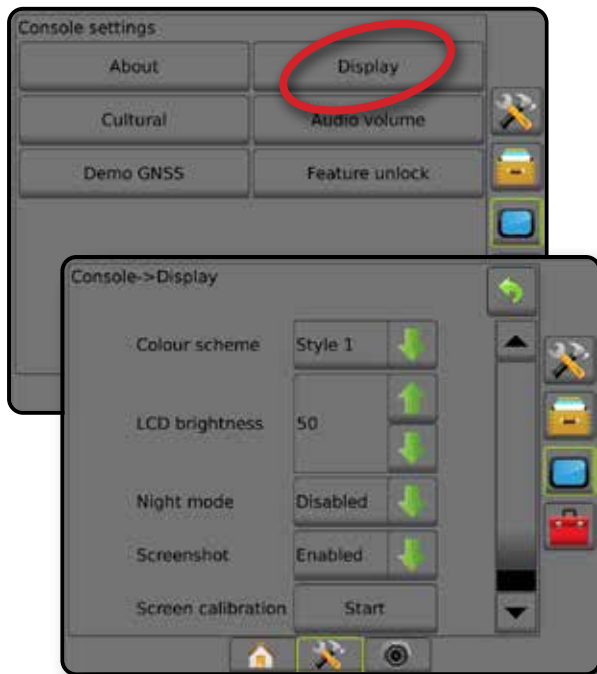 Console settings
About Display
Cultural Audio volume
Demo GNSS Feature unlock
Console->Display
Colour scheme Style 1
LCD brightness 50
Night mode Disabled
Screenshot Enabled
Screen calibration Start